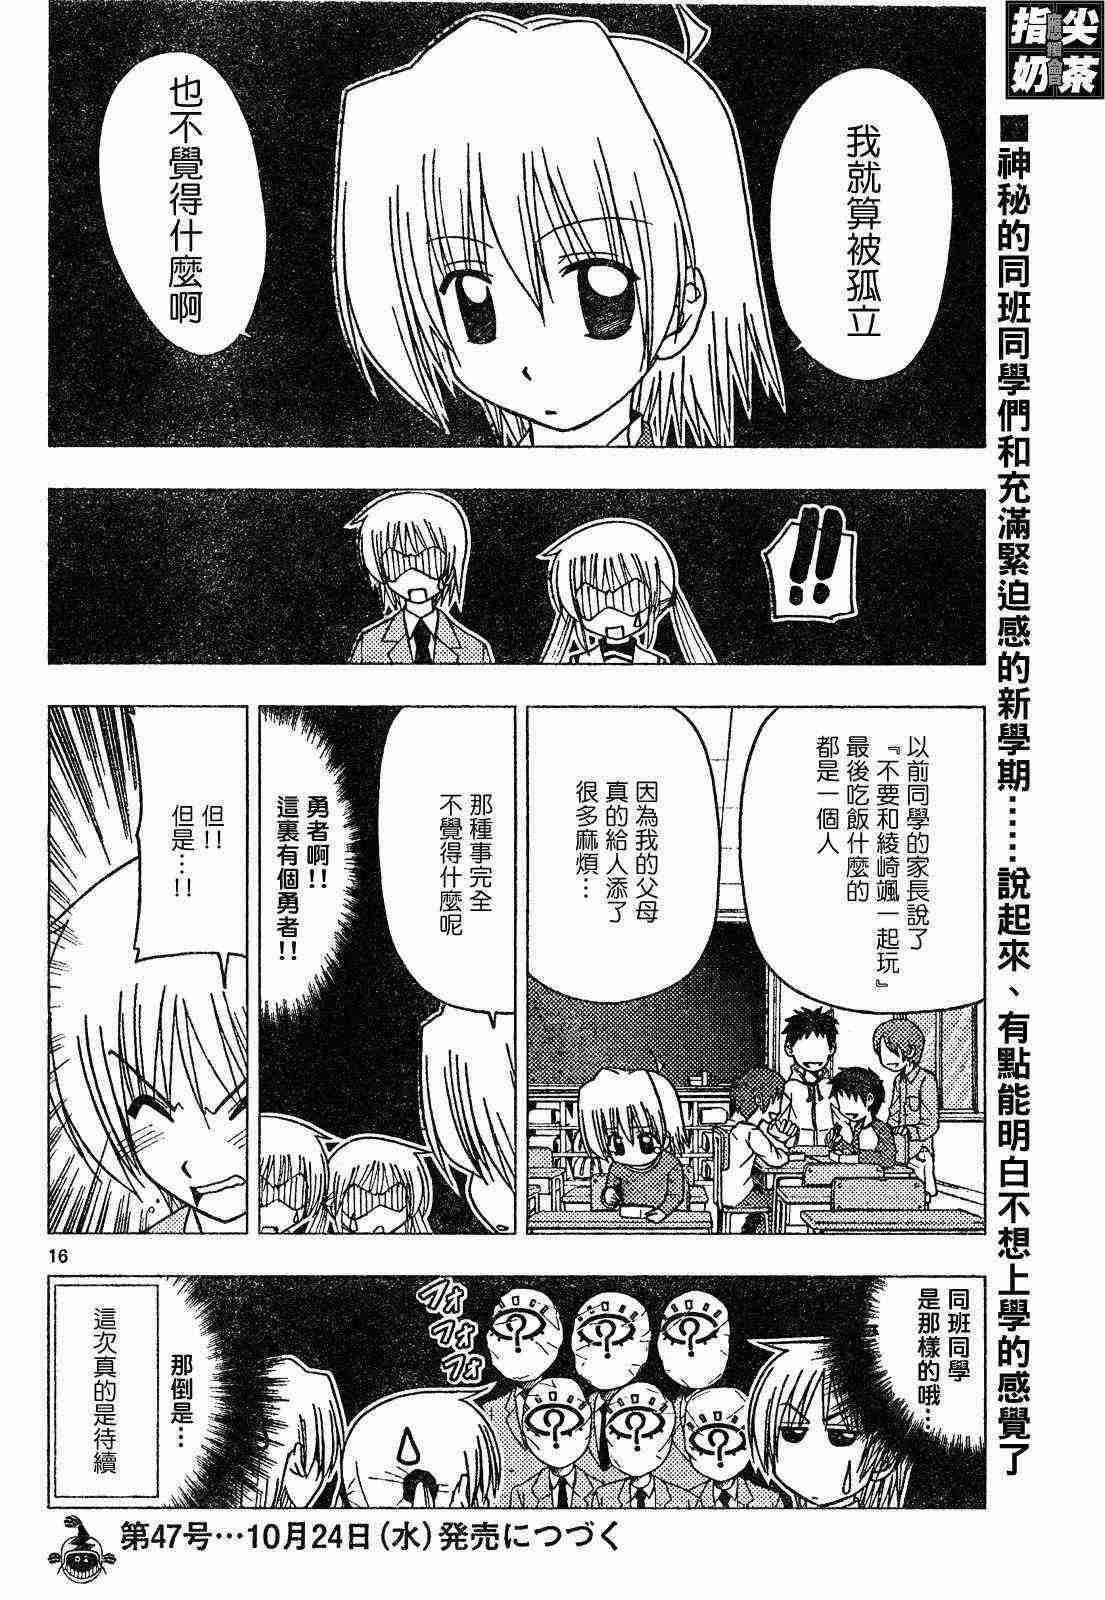 指尖
奶茶
應援會
■神秘的同班同學們和充滿緊迫感的新學期……說起來、有點能明白不想上學的感覺了
我就算被孤立
也不覺得什麼啊
!!
以前同學的家長說了
『不要和綾崎颯一起玩』
最後吃飯什麼的
都是一個人
因為我的父母
真的給人添了
很多麻煩…
那種事完全
不覺得什麼呢
勇者啊!!
這裏有個勇者!!
但!!
但是…!!
16
同班同學
是那樣的哦…
フォ
フォ
フォ
那倒是…
這次真的是待續
第47号…10月24日(水)発売につづく